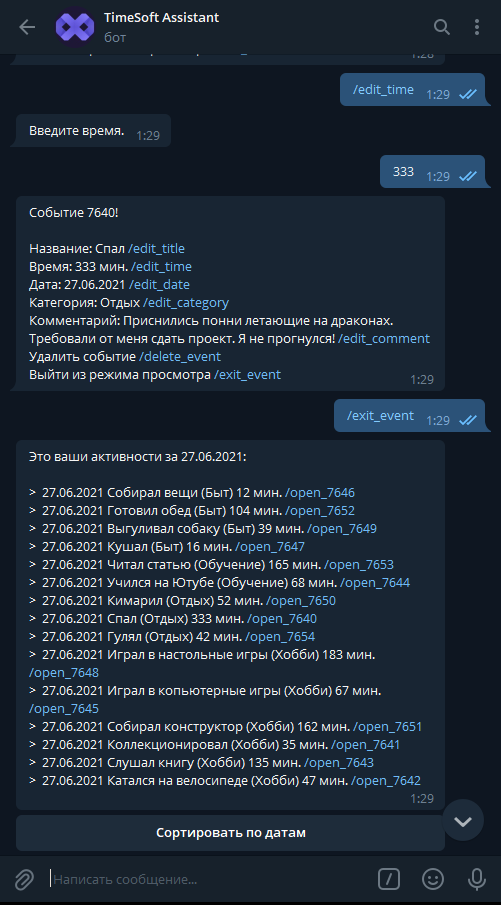 TimeSoft Assistant
бот
1:28
/edit_time 1:29
Введите время. 1:29
333 1:29
Событие 7640!
Название: Спал /edit_title
Время: 333 мин. /edit_time
Дата: 27.06.2021 /edit_date
Категория: Отдых /edit_category
Комментарий: Приснились понни летающие на драконах.
Требовали от меня сдать проект. Я не прогнулся! /edit_comment
Удалить событие /delete_event
Выйти из режима просмотра /exit_event
1:29
/exit_event 1:29
Это ваши активности за 27.06.2021:
> 27.06.2021 Собирал вещи (Быт) 12 мин. /open_7646
> 27.06.2021 Готовил обед (Быт) 104 мин. /open_7652
> 27.06.2021 Выгуливал собаку (Быт) 39 мин. /open_7649
> 27.06.2021 Кушал (Быт) 16 мин. /open_7647
> 27.06.2021 Читал статью (Обучение) 165 мин. /open_7653
> 27.06.2021 Учился на Ютубе (Обучение) 68 мин. /open_7644
> 27.06.2021 Кимарил (Отдых) 52 мин. /open_7650
> 27.06.2021 Спал (Отдых) 333 мин. /open_7640
> 27.06.2021 Гулял (Отдых) 42 мин. /open_7654
> 27.06.2021 Играл в настольные игры (Хобби) 183 мин.
/open_7648
> 27.06.2021 Играл в копьютерные игры (Хобби) 67 мин.
/open_7645
> 27.06.2021 Собирал конструктор (Хобби) 162 мин. /open_7651
> 27.06.2021 Коллекционировал (Хобби) 35 мин. /open_7641
> 27.06.2021 Слушал книгу (Хобби) 135 мин. /open_7643
> 27.06.2021 Катался на велосипеде (Хобби) 47 мин. /open_7642
1:29
Сортировать по датам
Написать сообщение...